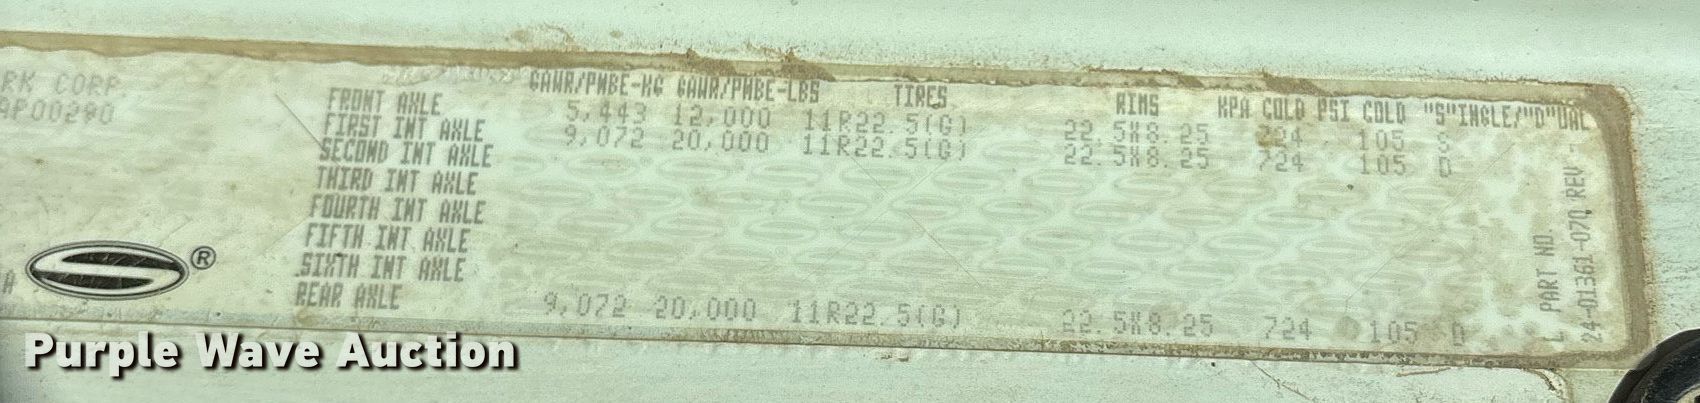 RK CORP.
AP00290
GAWR/PMBE-KG GAWR/PMBE-LBS TIRES RIMS KPA COLD PSI COLD "S"INGLE/"D"UAL
FRONT AXLE 5,443 12,000 11R22.5(G) 22.5X8.25 724 105 S
FIRST INT AXLE 9,072 20,000 11R22.5(G) 22.5X8.25 724 105 D
SECOND INT AXLE
THIRD INT AXLE
FOURTH INT AXLE
FIFTH INT AXLE
SIXTH INT AXLE
REAR AXLE 9,072 20,000 11R22.5(G) 22.5X8.25 724 105 D
A
S®
L PART NO.
24-01361-070 REV -
Purple Wave Auction